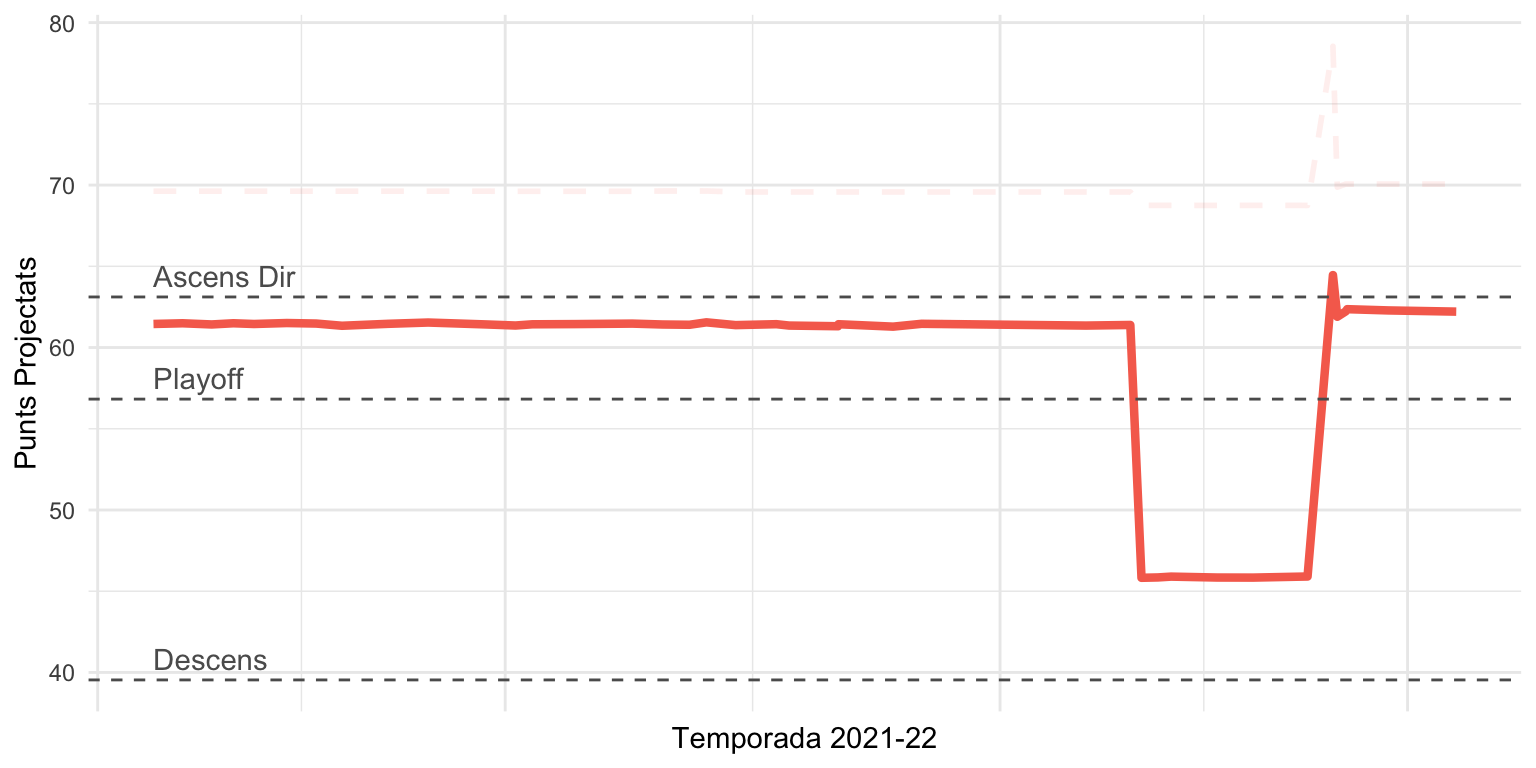 80
70
60
50
40
Punts Projectats
Ascens Dir
Playoff
Descens
Temporada 2021-22